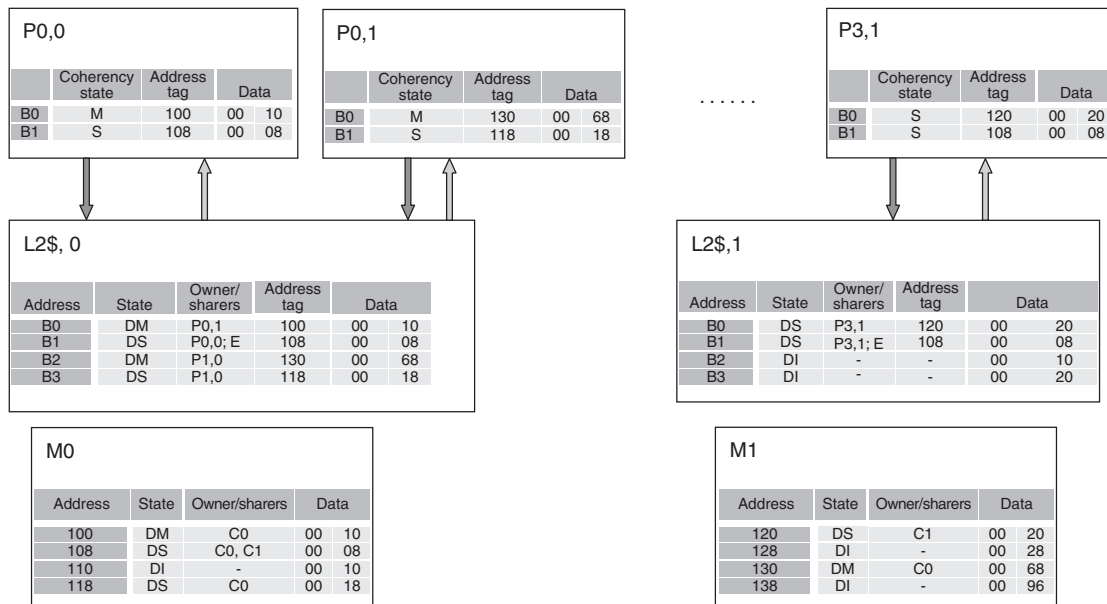 P0,0
Coherency state Address tag Data
B0 M 100 00 10
B1 S 108 00 08
P0,1
Coherency state Address tag Data
B0 M 130 00 68
B1 S 118 00 18
. . . . . .
P3,1
Coherency state Address tag Data
B0 S 120 00 20
B1 S 108 00 08
L2$, 0
Address State Owner/ sharers Address tag Data
B0 DM P0,1 100 00 10
B1 DS P0,0; E 108 00 08
B2 DM P1,0 130 00 68
B3 DS P1,0 118 00 18
L2$,1
Address State Owner/ sharers Address tag Data
B0 DS P3,1 120 00 20
B1 DS P3,1; E 108 00 08
B2 DI - - 00 10
B3 DI - - 00 20
M0
Address State Owner/sharers Data
100 DM C0 00 10
108 DS C0, C1 00 08
110 DI - 00 10
118 DS C0 00 18
M1
Address State Owner/sharers Data
120 DS C1 00 20
128 DI - 00 28
130 DM C0 00 68
138 DI - 00 96